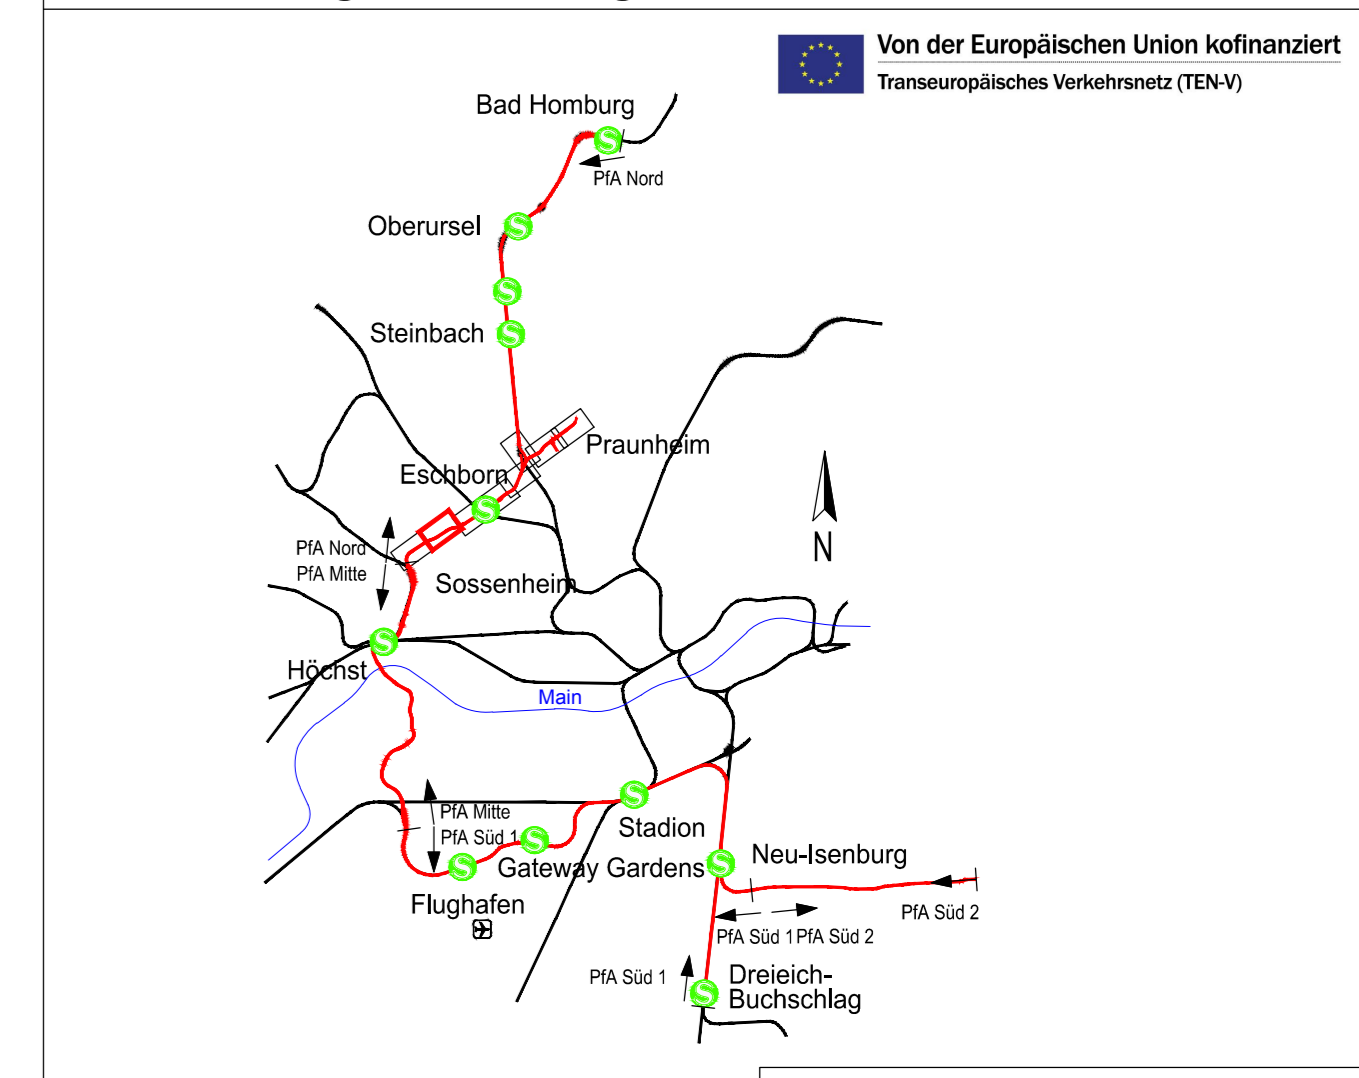 Von der Europäischen Union kofinanziert
Transeuropäisches Verkehrsnetz (TEN-V)
Bad Homburg
S
PfA Nord
Oberursel
S
S
Steinbach
S
Praunheim
Eschborn
S
N
PfA Nord
PfA Mitte
Sossenheim
S
Höchst
Main
S
PfA Mitte
Stadion
PfA Süd 1
S
Neu-Isenburg
S
Gateway Gardens
S
Flughafen
PfA Süd 2
PfA Süd 1
PfA Süd 2
PfA Süd 1
Dreieich-
Buchschlag
S